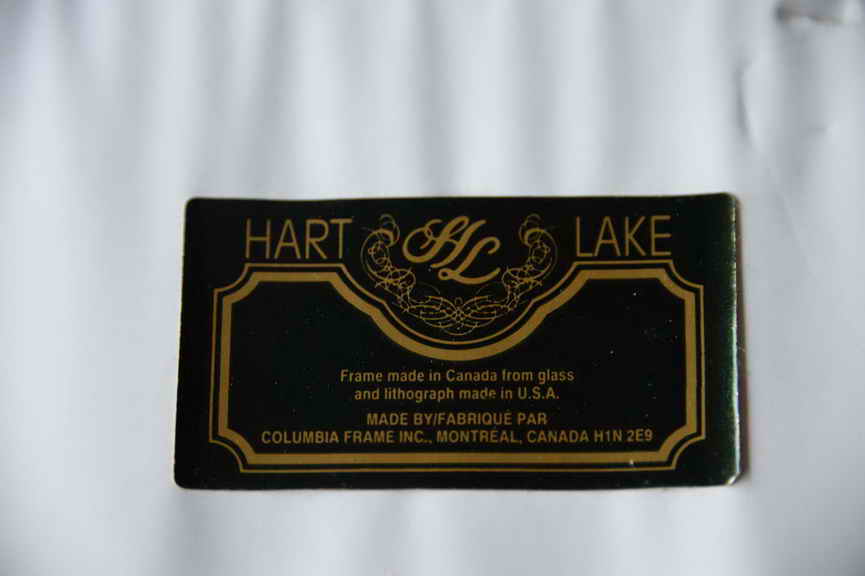 HART HL LAKE
Frame made in Canada from glass
and lithograph made in U.S.A.
MADE BY/FABRIQUÉ PAR
COLUMBIA FRAME INC., MONTRÉAL, CANADA H1N 2E9